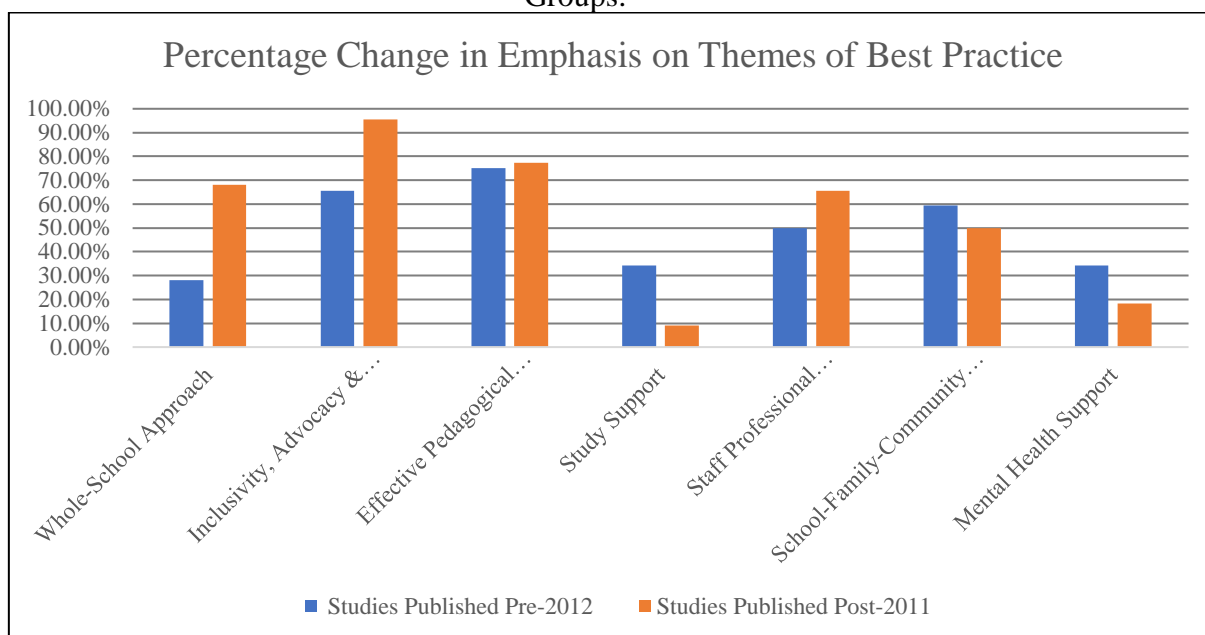 Groups.
Percentage Change in Emphasis on Themes of Best Practice
100.00%
90.00%
80.00%
70.00%
60.00%
50.00%
40.00%
30.00%
20.00%
10.00%
0.00%
Whole-School Approach
Inclusivity, Advocacy &…
Effective Pedagogical…
Study Support
Staff Professional…
School-Family-Community…
Mental Health Support
Studies Published Pre-2012
Studies Published Post-2011